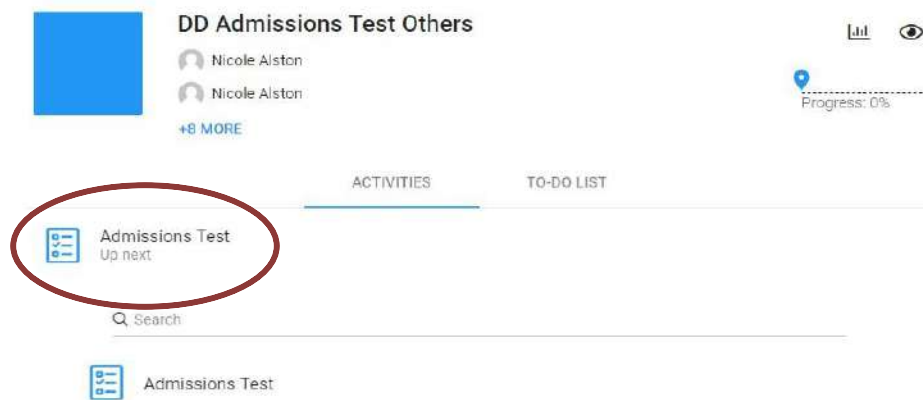 DD Admissions Test Others
Nicole Alston
Nicole Alston
+8 MORE
Progress: 0%
ACTIVITIES
TO-DO LIST
Admissions Test
Up next
Search
Admissions Test